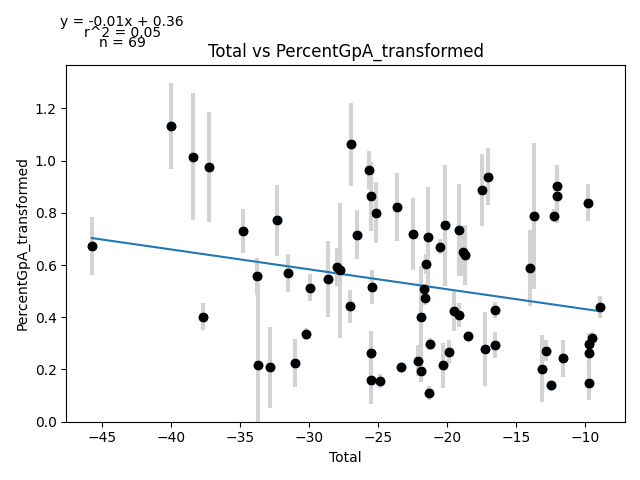 y = -0.01x + 0.36
r^2 = 0.05
n = 69
Total vs PercentGpA_transformed
PercentGpA_transformed
1.2
1.0
0.8
0.6
0.4
0.2
0.0
−45 −40 −35 −30 −25 −20 −15 −10
Total